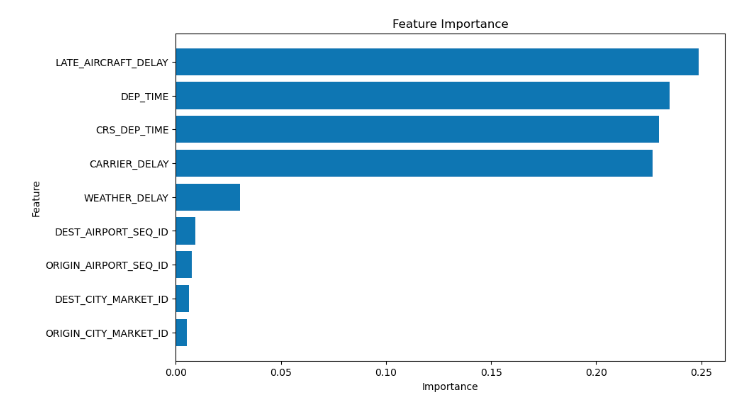 Feature Importance
LATE_AIRCRAFT_DELAY
DEP_TIME
CRS_DEP_TIME
CARRIER_DELAY
WEATHER_DELAY
DEST_AIRPORT_SEQ_ID
ORIGIN_AIRPORT_SEQ_ID
DEST_CITY_MARKET_ID
ORIGIN_CITY_MARKET_ID
Feature
0.00 0.05 0.10 0.15 0.20 0.25
Importance